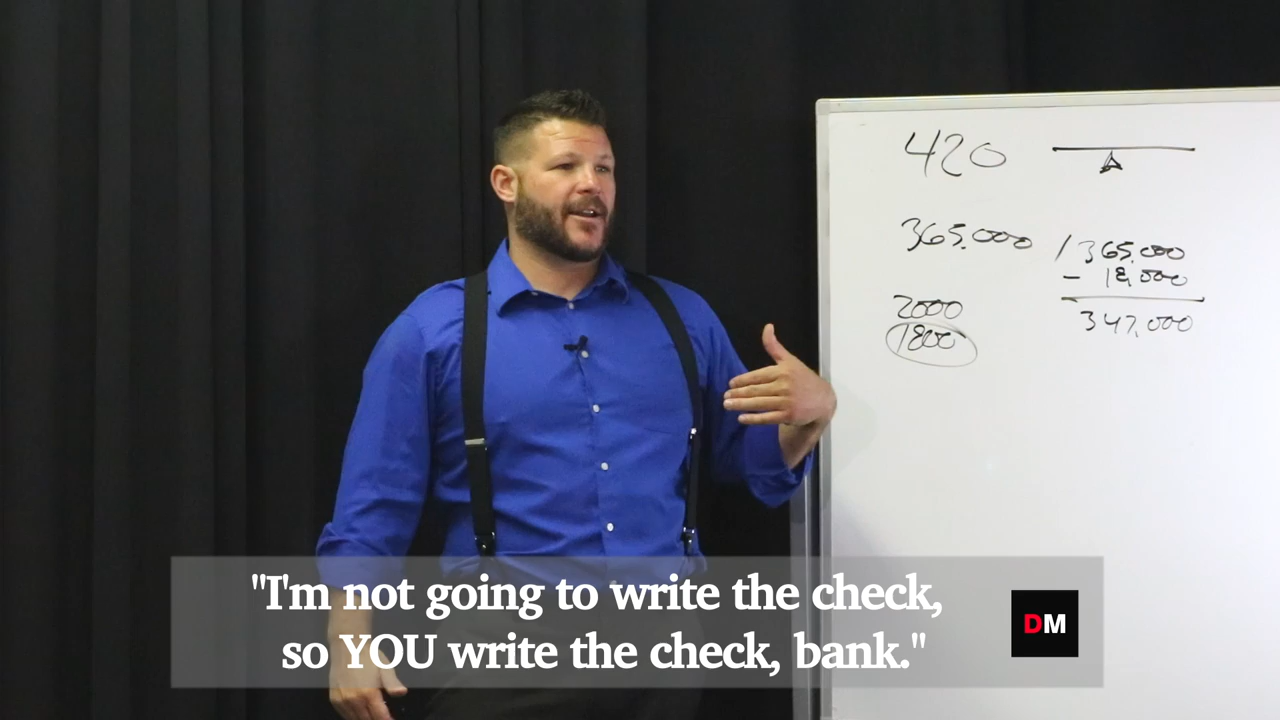 420
365.000
2000
1800
365.000
- 18,000
347,000
"I'm not going to write the check,
so YOU write the check, bank."
DM